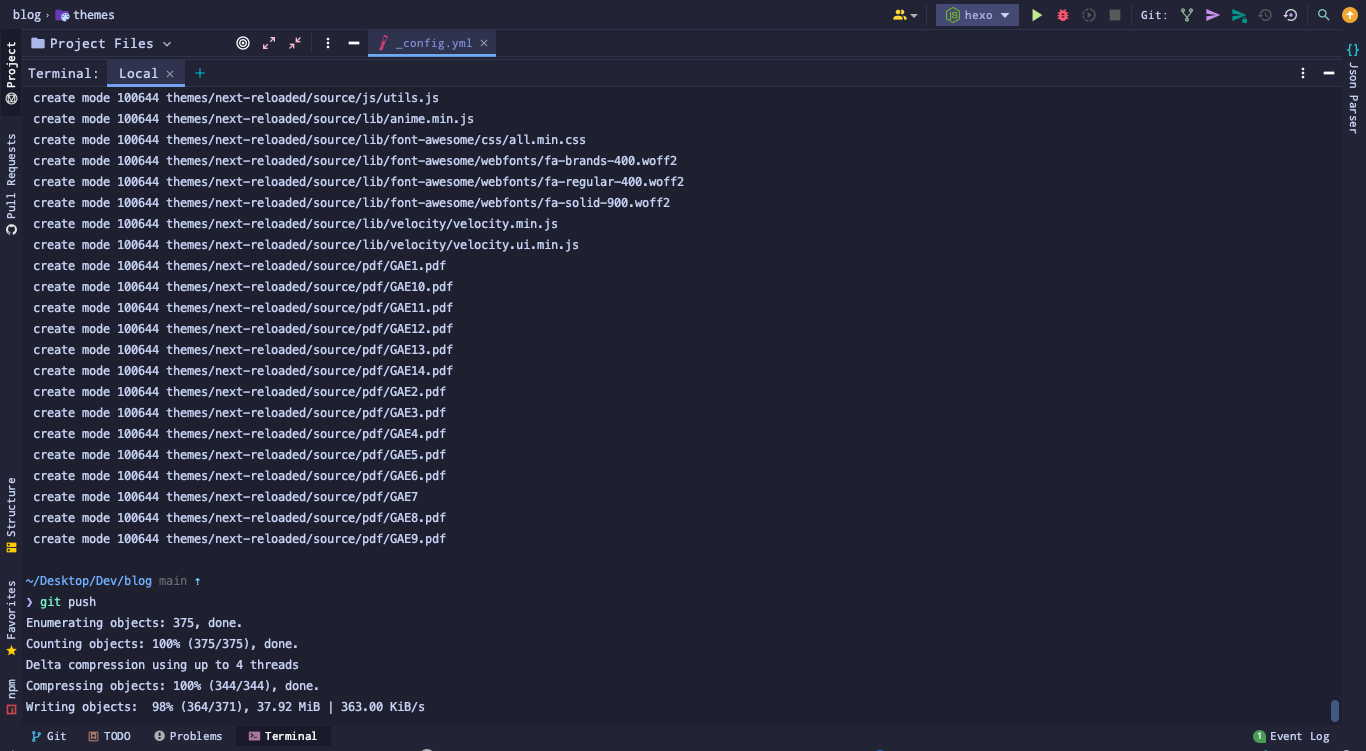 blog › themes
hexo
Git:
Project Files
_config.yml
Terminal:
Local
create mode 100644 themes/next-reloaded/source/js/utils.js
create mode 100644 themes/next-reloaded/source/lib/anime.min.js
create mode 100644 themes/next-reloaded/source/lib/font-awesome/css/all.min.css
create mode 100644 themes/next-reloaded/source/lib/font-awesome/webfonts/fa-brands-400.woff2
create mode 100644 themes/next-reloaded/source/lib/font-awesome/webfonts/fa-regular-400.woff2
create mode 100644 themes/next-reloaded/source/lib/font-awesome/webfonts/fa-solid-900.woff2
create mode 100644 themes/next-reloaded/source/lib/velocity/velocity.min.js
create mode 100644 themes/next-reloaded/source/lib/velocity/velocity.ui.min.js
create mode 100644 themes/next-reloaded/source/pdf/GAE1.pdf
create mode 100644 themes/next-reloaded/source/pdf/GAE10.pdf
create mode 100644 themes/next-reloaded/source/pdf/GAE11.pdf
create mode 100644 themes/next-reloaded/source/pdf/GAE12.pdf
create mode 100644 themes/next-reloaded/source/pdf/GAE13.pdf
create mode 100644 themes/next-reloaded/source/pdf/GAE14.pdf
create mode 100644 themes/next-reloaded/source/pdf/GAE2.pdf
create mode 100644 themes/next-reloaded/source/pdf/GAE3.pdf
create mode 100644 themes/next-reloaded/source/pdf/GAE4.pdf
create mode 100644 themes/next-reloaded/source/pdf/GAE5.pdf
create mode 100644 themes/next-reloaded/source/pdf/GAE6.pdf
create mode 100644 themes/next-reloaded/source/pdf/GAE7
create mode 100644 themes/next-reloaded/source/pdf/GAE8.pdf
create mode 100644 themes/next-reloaded/source/pdf/GAE9.pdf
~/Desktop/Dev/blog main ↑
❯ git push
Enumerating objects: 375, done.
Counting objects: 100% (375/375), done.
Delta compression using up to 4 threads
Compressing objects: 100% (344/344), done.
Writing objects:  98% (364/371), 37.92 MiB | 363.00 KiB/s
Project
Pull Requests
Structure
Favorites
npm
{} Json Parser
Git
TODO
Problems
Terminal
1 Event Log